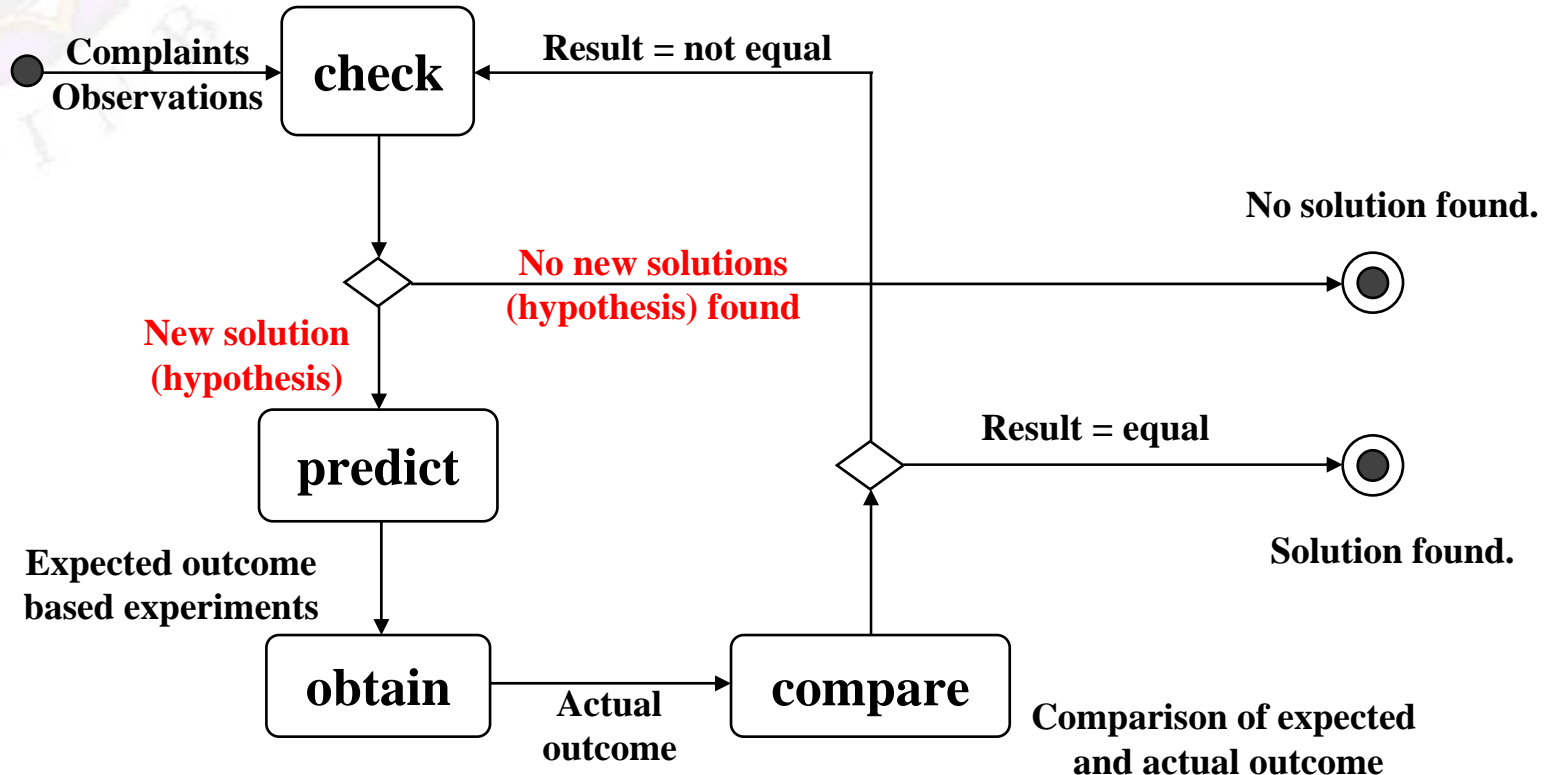 Complaints
Observations
check
Result = not equal
No solution found.
No new solutions
(hypothesis) found
New solution
(hypothesis)
predict
Result = equal
Solution found.
Expected outcome
based experiments
obtain
Actual
outcome
compare
Comparison of expected
and actual outcome